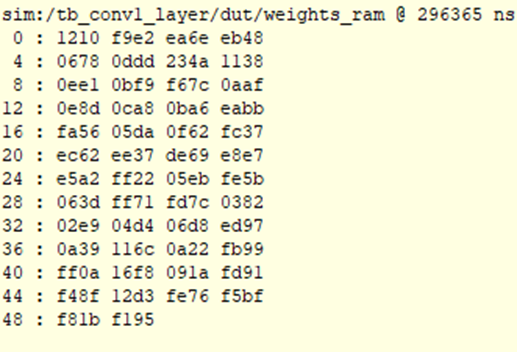 sim:/tb_conv1_layer/dut/weights_ram @ 296365 ns
0 : 1210 f9e2 ea6e eb48
4 : 0678 0ddd 234a 1138
8 : 0ee1 0bf9 f67c 0aaf
12 : 0e8d 0ca8 0ba6 eabb
16 : fa56 05da 0f62 fc37
20 : ec62 ee37 de69 e8e7
24 : e5a2 ff22 05eb fe5b
28 : 063d ff71 fd7c 0382
32 : 02e9 04d4 06d8 ed97
36 : 0a39 116c 0a22 fb99
40 : ff0a 16f8 091a fd91
44 : f48f 12d3 fe76 f5bf
48 : f81b f195